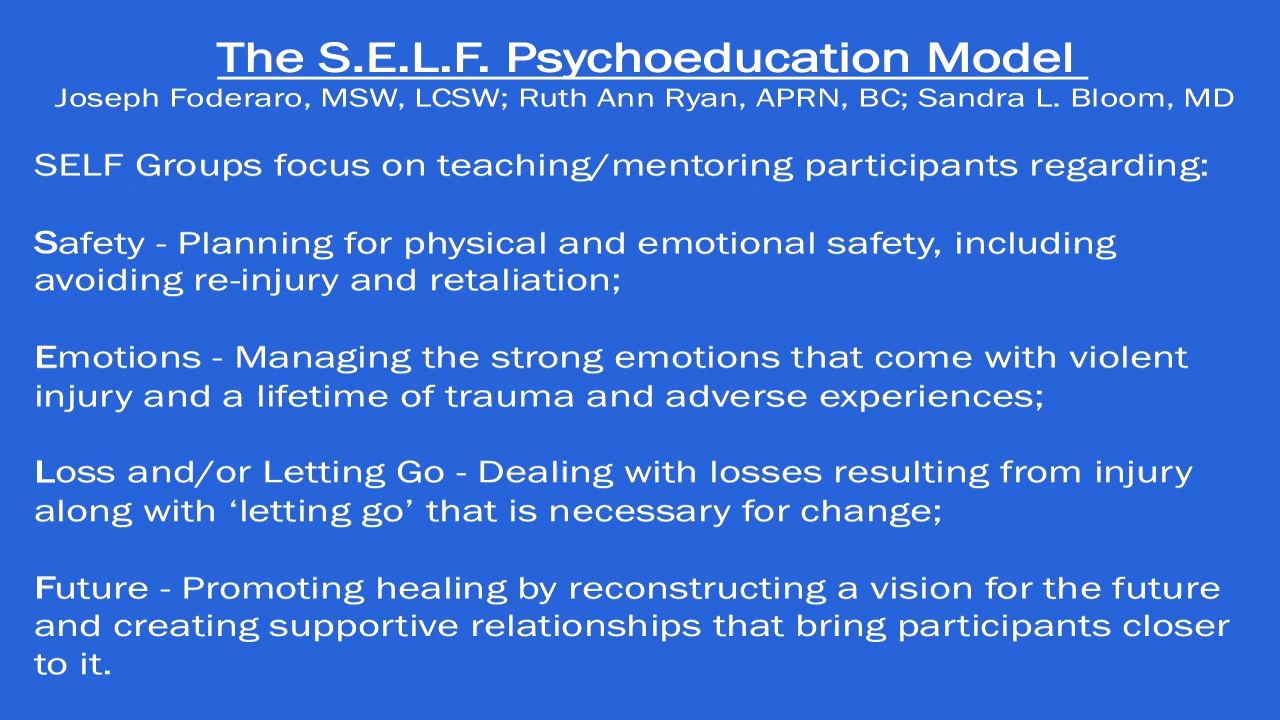 The S.E.L.F. Psychoeducation Model
Joseph Foderaro, MSW, LCSW; Ruth Ann Ryan, APRN, BC; Sandra L. Bloom, MD
SELF Groups focus on teaching/mentoring participants regarding:
Safety - Planning for physical and emotional safety, including
avoiding re-injury and retaliation;
Emotions - Managing the strong emotions that come with violent
injury and a lifetime of trauma and adverse experiences;
Loss and/or Letting Go - Dealing with losses resulting from injury
along with ‘letting go’ that is necessary for change;
Future - Promoting healing by reconstructing a vision for the future
and creating supportive relationships that bring participants closer
to it.